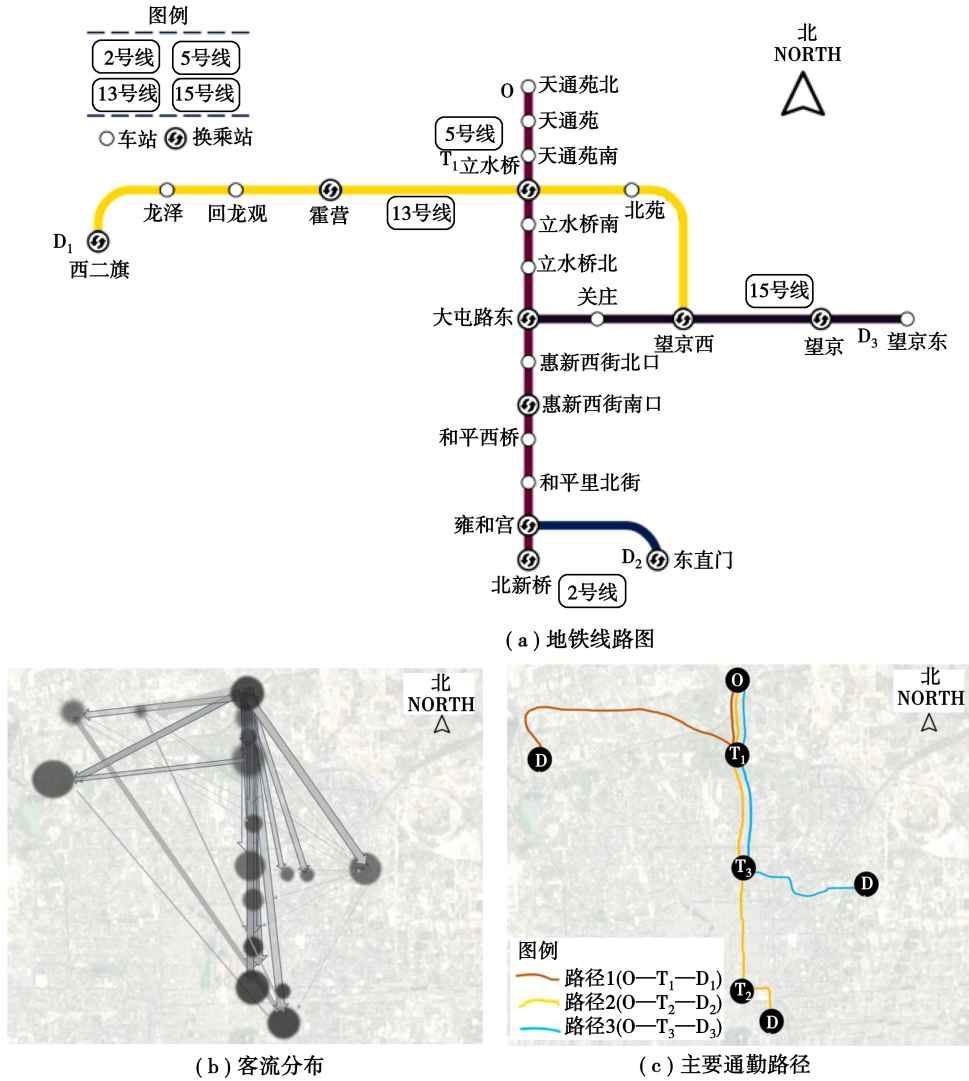 图例
2号线 5号线
13号线 15号线
车站 换乘站
北
NORTH
O 天通苑北
天通苑
5号线
天通苑南
T₁立水桥
龙泽 回龙观 霍营 13号线 北苑
立水桥南
D₁
西二旗
立水桥北
关庄 15号线
大屯路东
望京西 望京 D₃ 望京东
惠新西街北口
惠新西街南口
和平西桥
和平里北街
雍和宫
D₂ 东直门
北新桥 2号线
(a)地铁线路图
北
NORTH
(b)客流分布
北
NORTH
O
T₁
D
T₃
D
T₂
D
图例
路径1(O—T₁—D₁)
路径2(O—T₂—D₂)
路径3(O—T₃—D₃)
(c)主要通勤路径